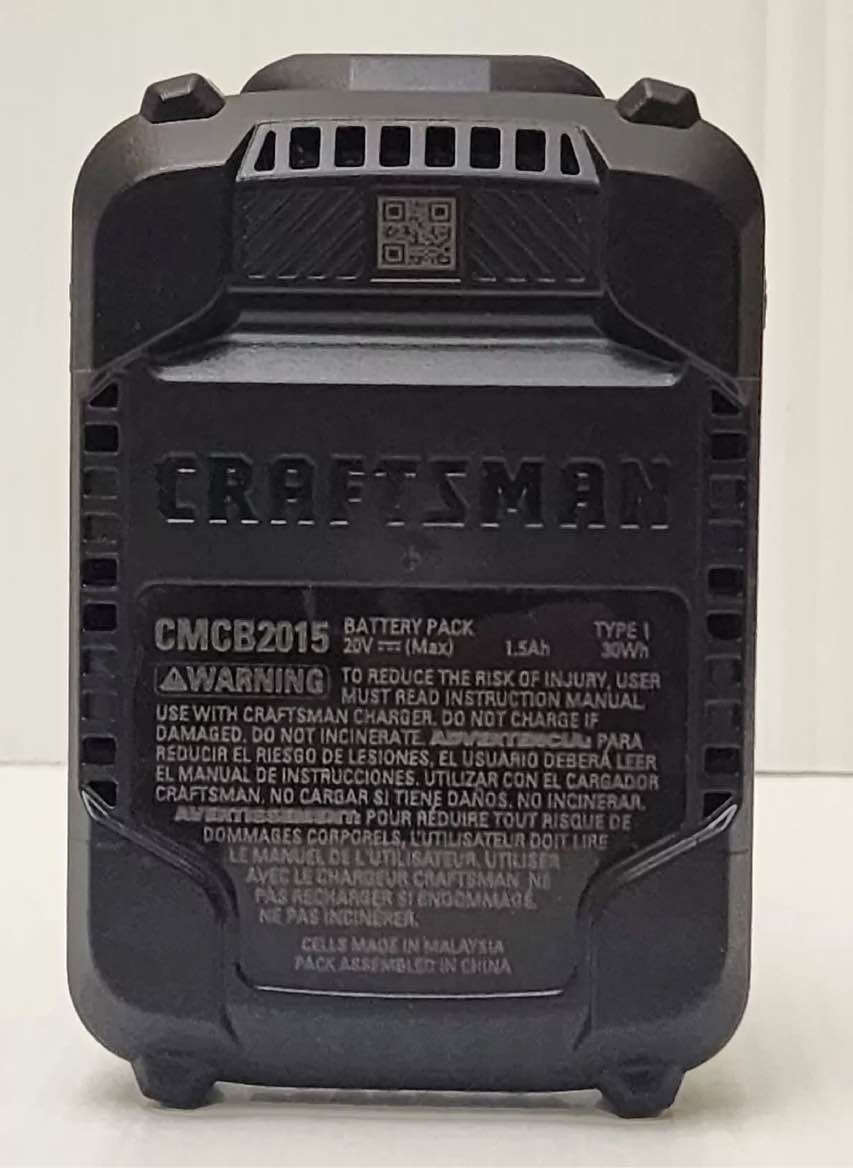 CRAFTSMAN
CMCB2015 BATTERY PACK TYPE 1
20V ⎓ (Max) 1.5Ah 30Wh
⚠WARNING TO REDUCE THE RISK OF INJURY, USER
MUST READ INSTRUCTION MANUAL.
USE WITH CRAFTSMAN CHARGER. DO NOT CHARGE IF
DAMAGED. DO NOT INCINERATE. ADVERTENCIA: PARA
REDUCIR EL RIESGO DE LESIONES, EL USUARIO DEBERÁ LEER
EL MANUAL DE INSTRUCCIONES. UTILIZAR CON EL CARGADOR
CRAFTSMAN. NO CARGAR SI TIENE DAÑOS. NO INCINERAR.
AVERTISSEMENT: POUR RÉDUIRE TOUT RISQUE DE
DOMMAGES CORPORELS, L'UTILISATEUR DOIT LIRE
LE MANUEL DE L'UTILISATEUR. UTILISER
AVEC LE CHARGEUR CRAFTSMAN. NE
PAS RECHARGER SI ENDOMMAGÉ.
NE PAS INCINÉRER.
CELLS MADE IN MALAYSIA
PACK ASSEMBLED IN CHINA